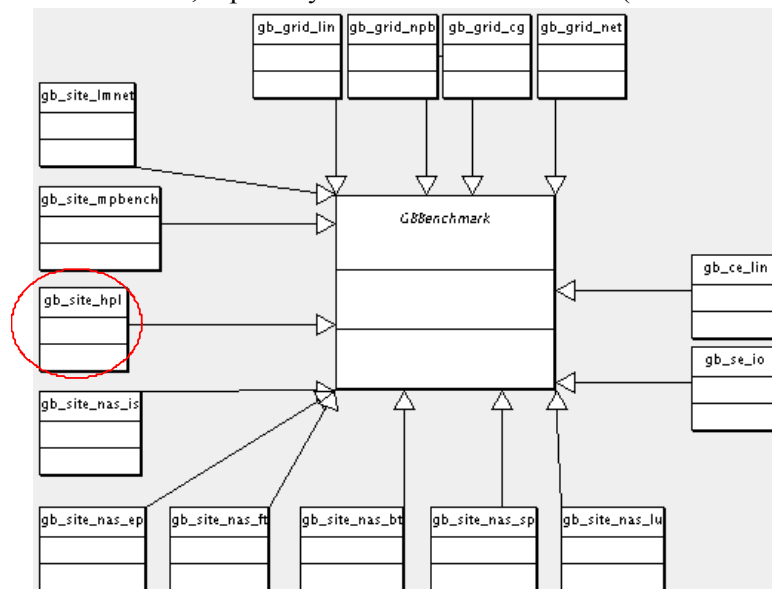 gb_grid_lin
gb_grid_npb
gb_grid_cg
gb_grid_net
gb_site_lmnet
gb_site_mpbench
GBBenchmark
gb_ce_lin
gb_site_hpl
gb_se_io
gb_site_nas_is
gb_site_nas_ep
gb_site_nas_ft
gb_site_nas_bt
gb_site_nas_sp
gb_site_nas_lu